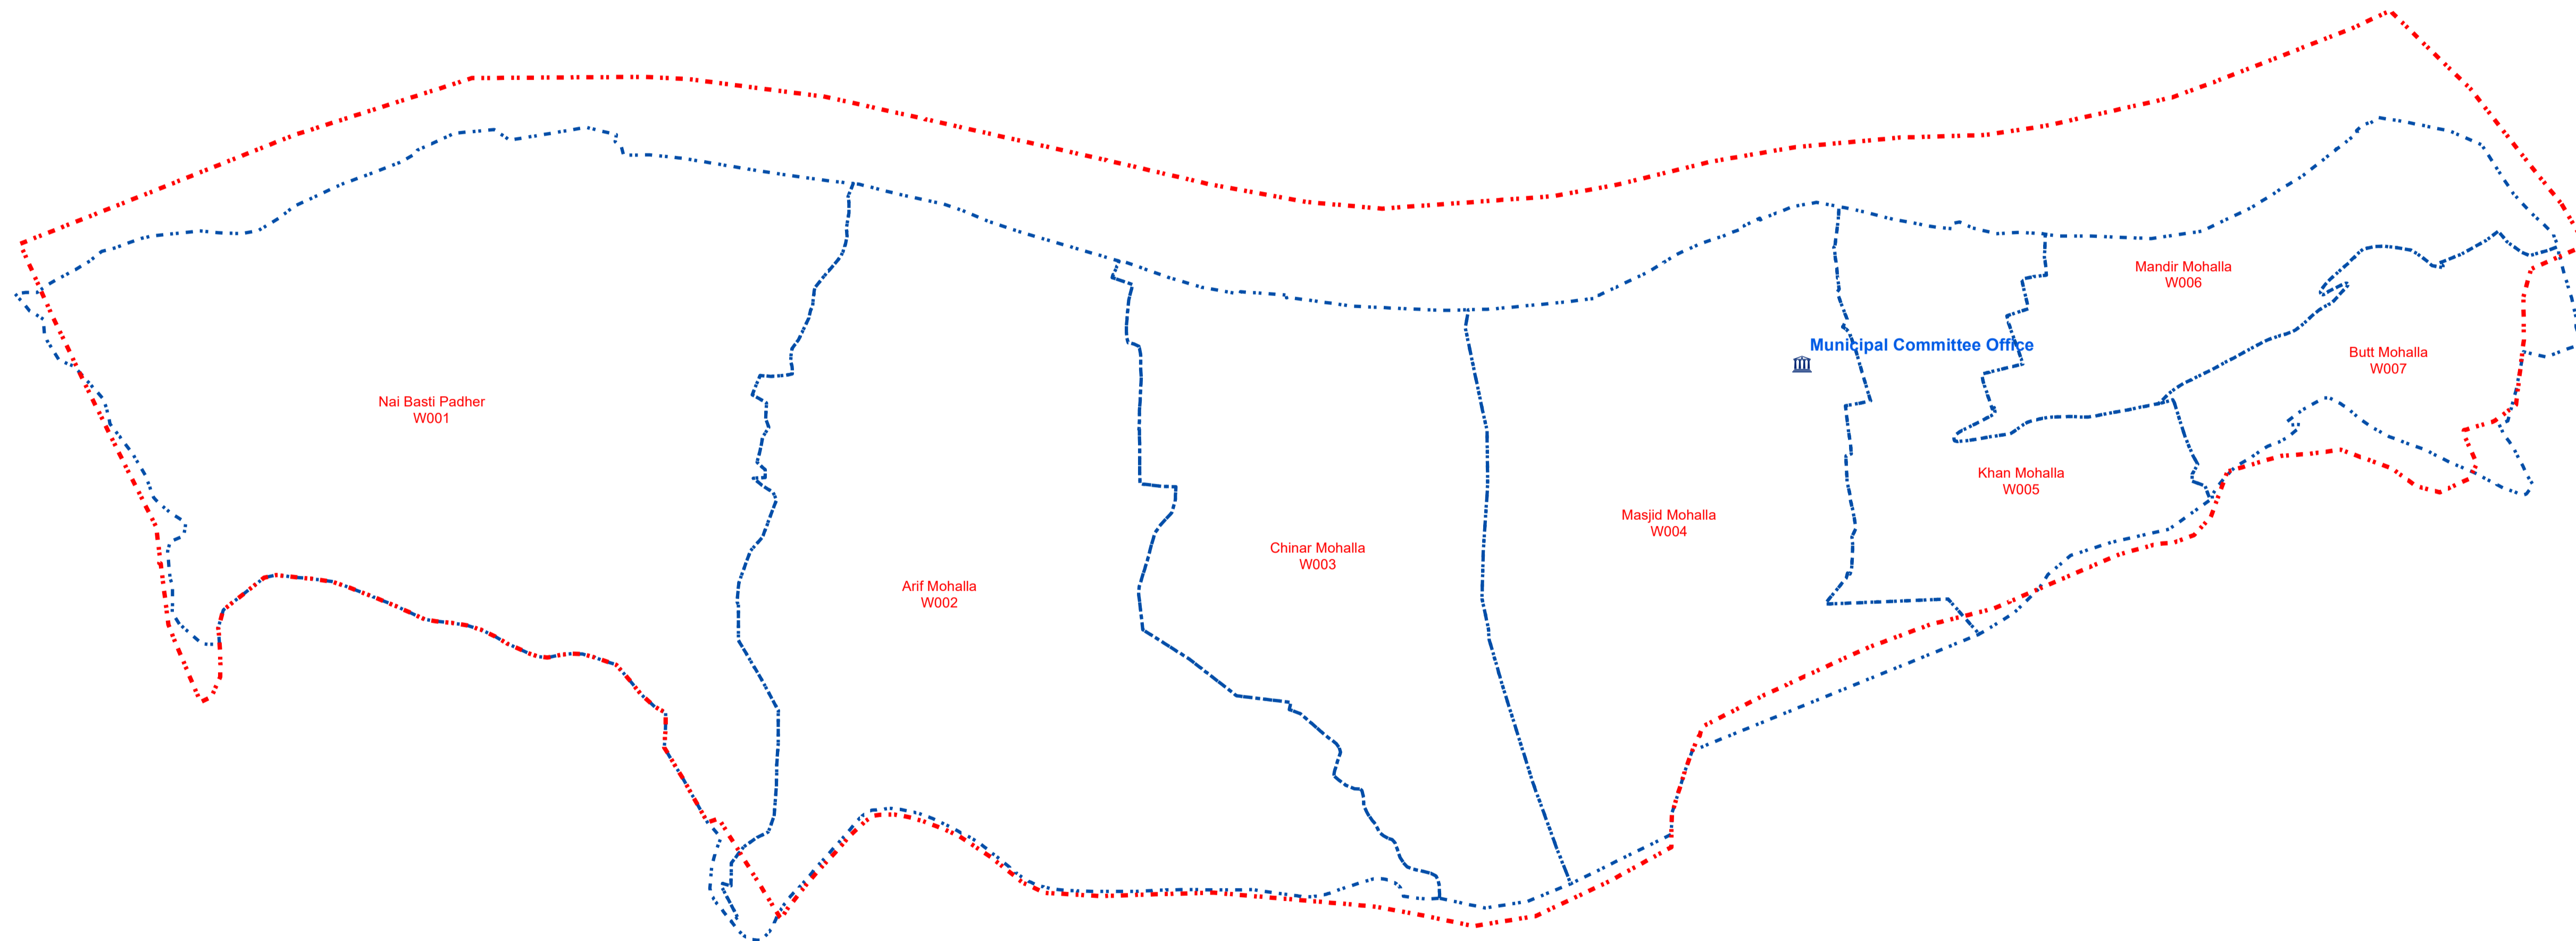 Mandir Mohalla
W006
Municipal Committee Office
Butt Mohalla
W007
Nai Basti Padher
W001
Khan Mohalla
W005
Masjid Mohalla
W004
Chinar Mohalla
W003
Arif Mohalla
W002